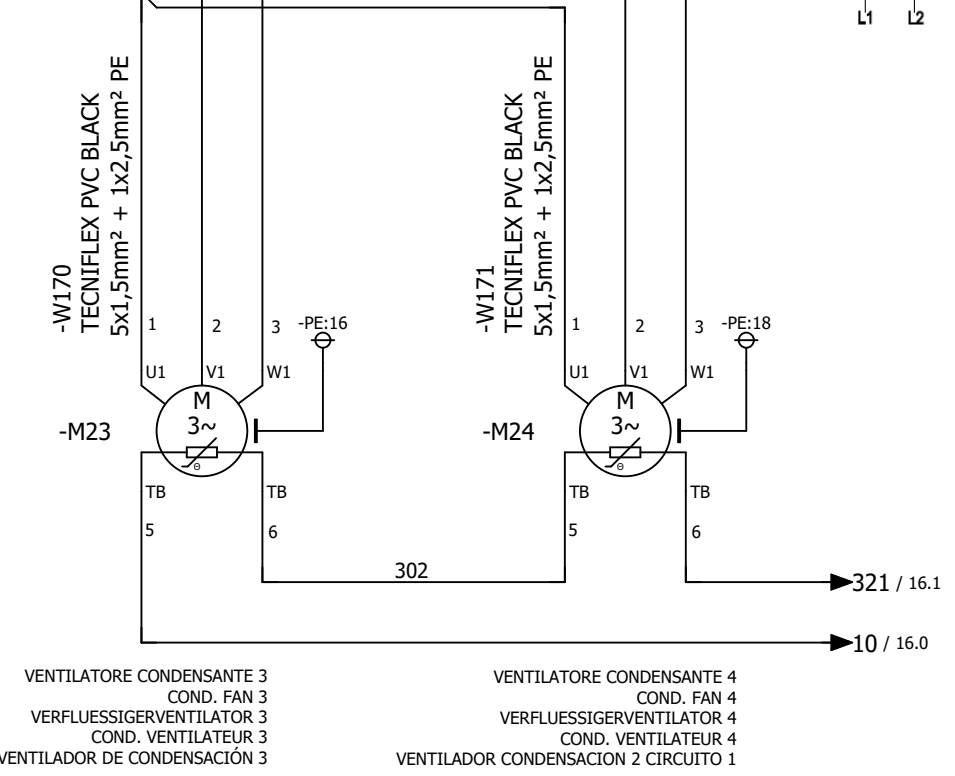 L1 L2
-W170
TECNIFLEX PVC BLACK
5x1,5mm² + 1x2,5mm² PE
-W171
TECNIFLEX PVC BLACK
5x1,5mm² + 1x2,5mm² PE
1 2 3 -PE:16
1 2 3 -PE:18
U1 V1 W1
U1 V1 W1
-M23
M
3~
Θ
-M24
M
3~
Θ
TB TB
5 6
TB TB
5 6
302
321 / 16.1
10 / 16.0
VENTILATORE CONDENSANTE 3
COND. FAN 3
VERFLUESSIGERVENTILATOR 3
COND. VENTILATEUR 3
VENTILADOR DE CONDENSACIÓN 3
VENTILATORE CONDENSANTE 4
COND. FAN 4
VERFLUESSIGERVENTILATOR 4
COND. VENTILATEUR 4
VENTILADOR CONDENSACION 2 CIRCUITO 1